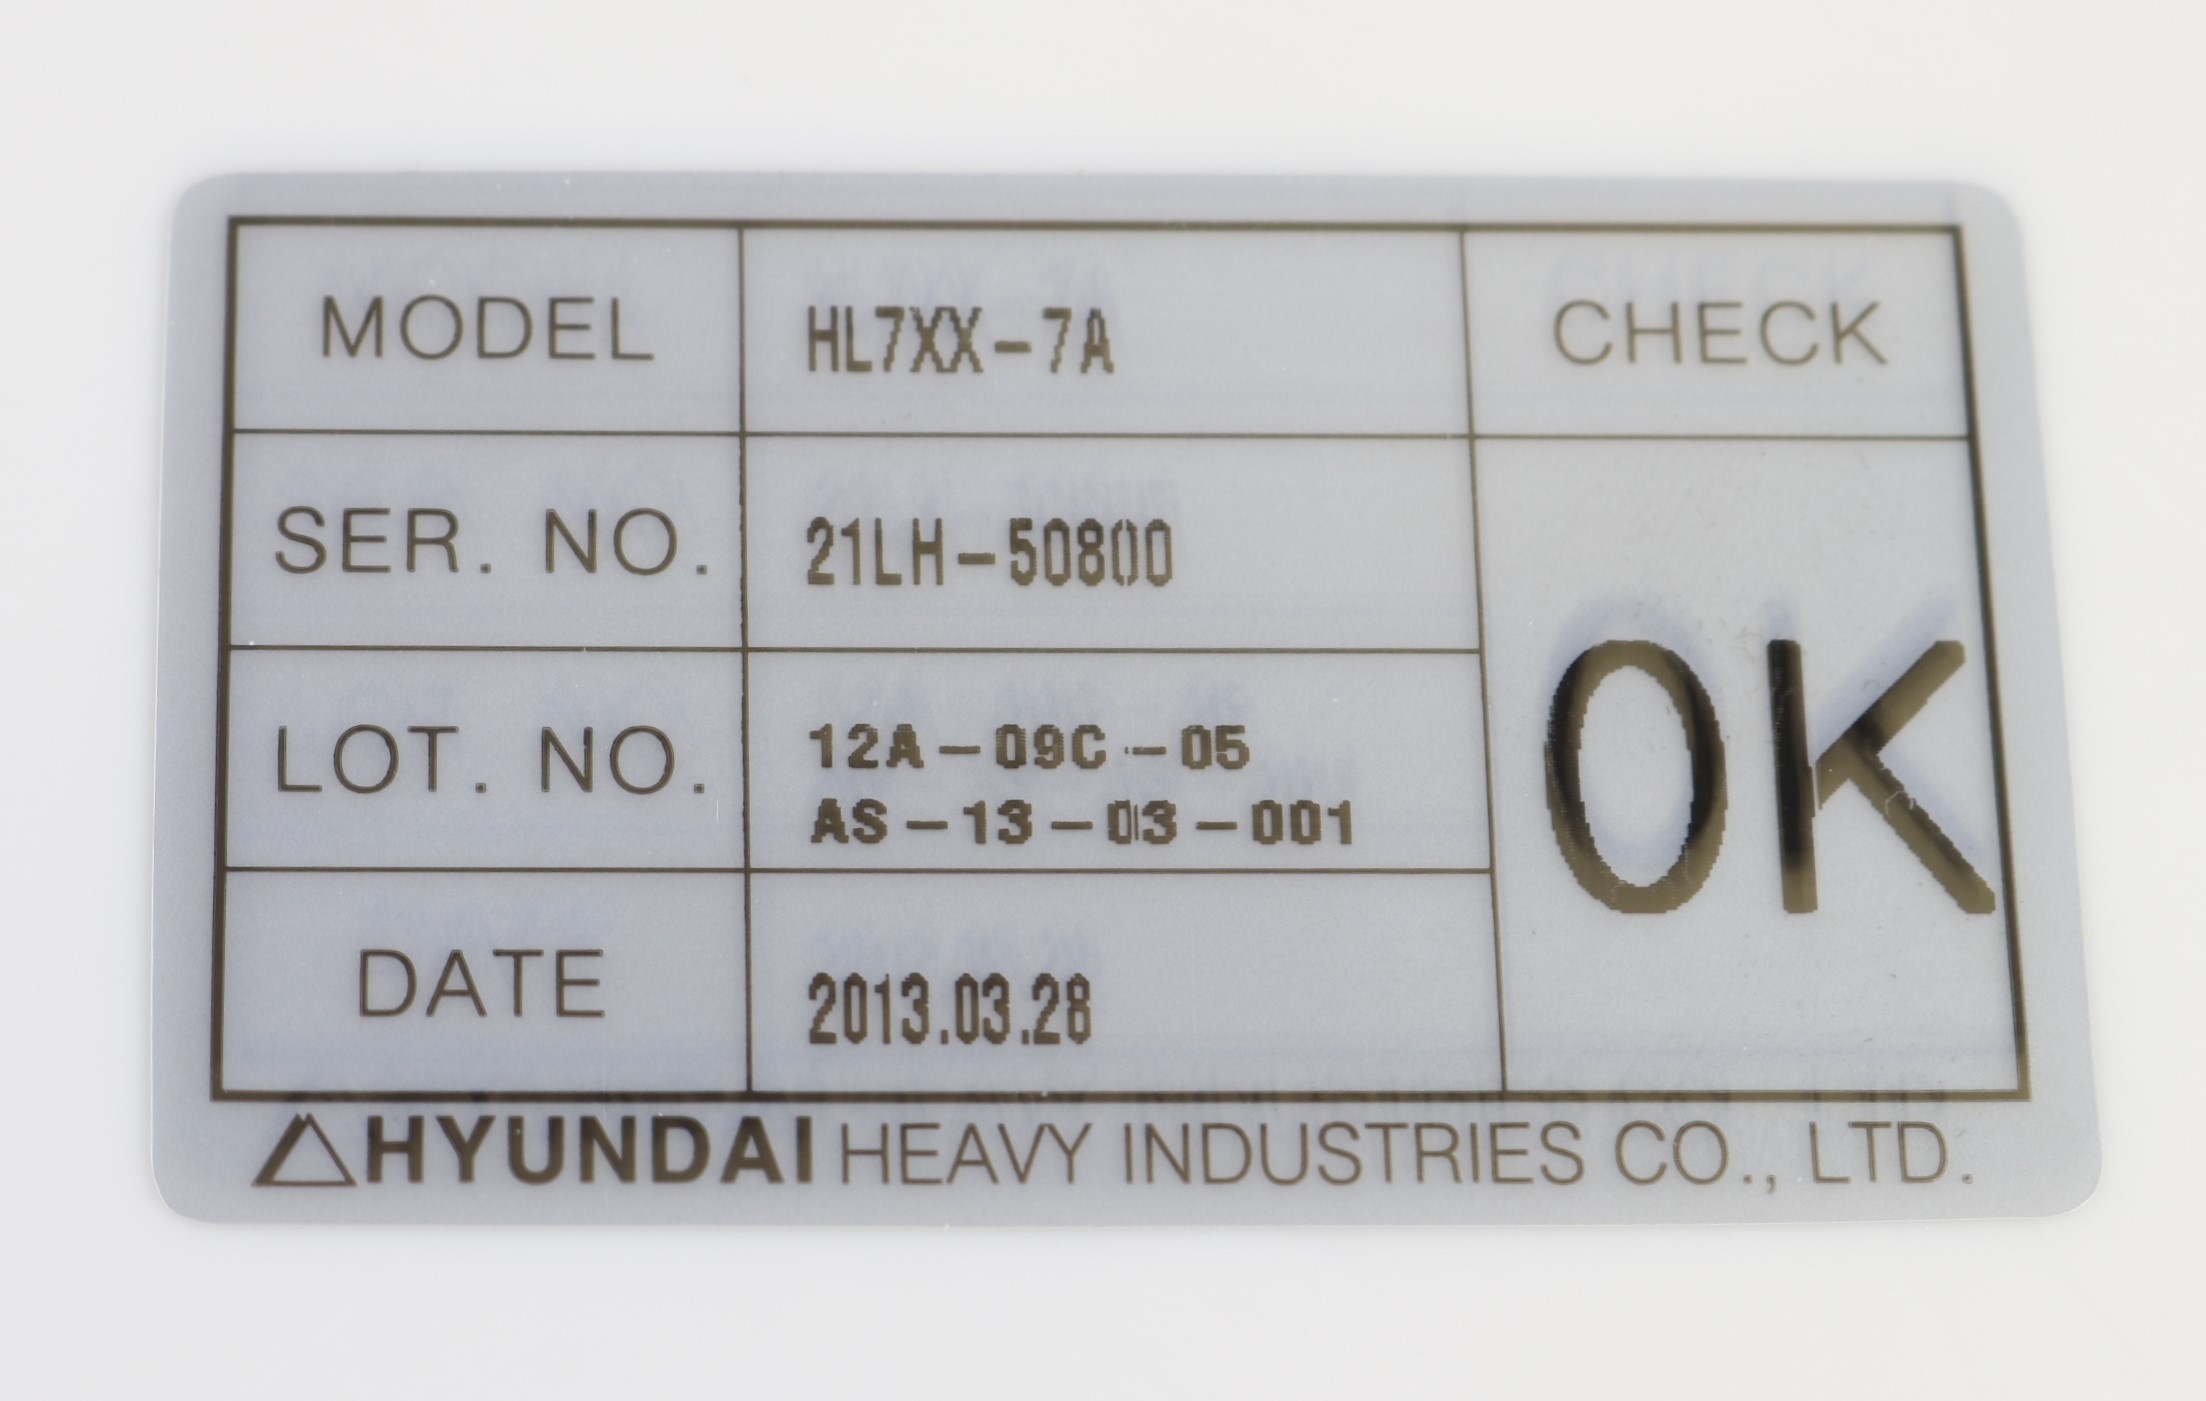 MODEL HL7XX-7A CHECK
SER. NO. 21LH-50800
OK
LOT. NO. 12A-09C-05
AS-13-03-001
DATE 2013.03.28
HYUNDAI HEAVY INDUSTRIES CO., LTD.